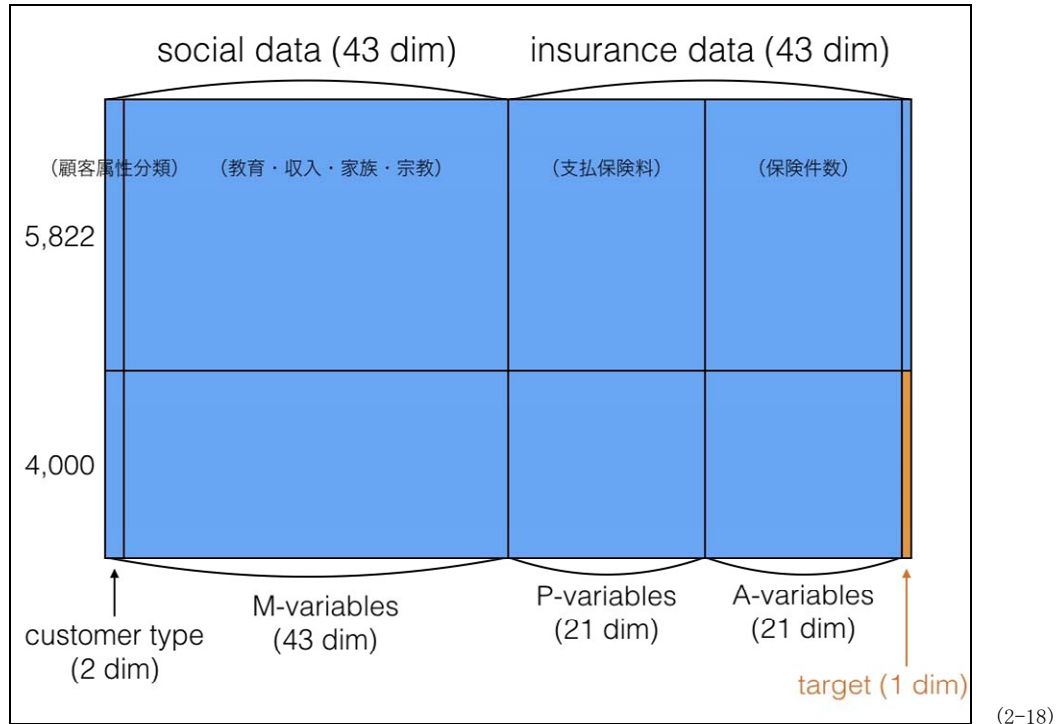 social data (43 dim)
insurance data (43 dim)
（顧客属性分類）
（教育・収入・家族・宗教）
（支払保険料）
（保険件数）
5,822
4,000
customer type
(2 dim)
M-variables
(43 dim)
P-variables
(21 dim)
A-variables
(21 dim)
target (1 dim)
(2-18)